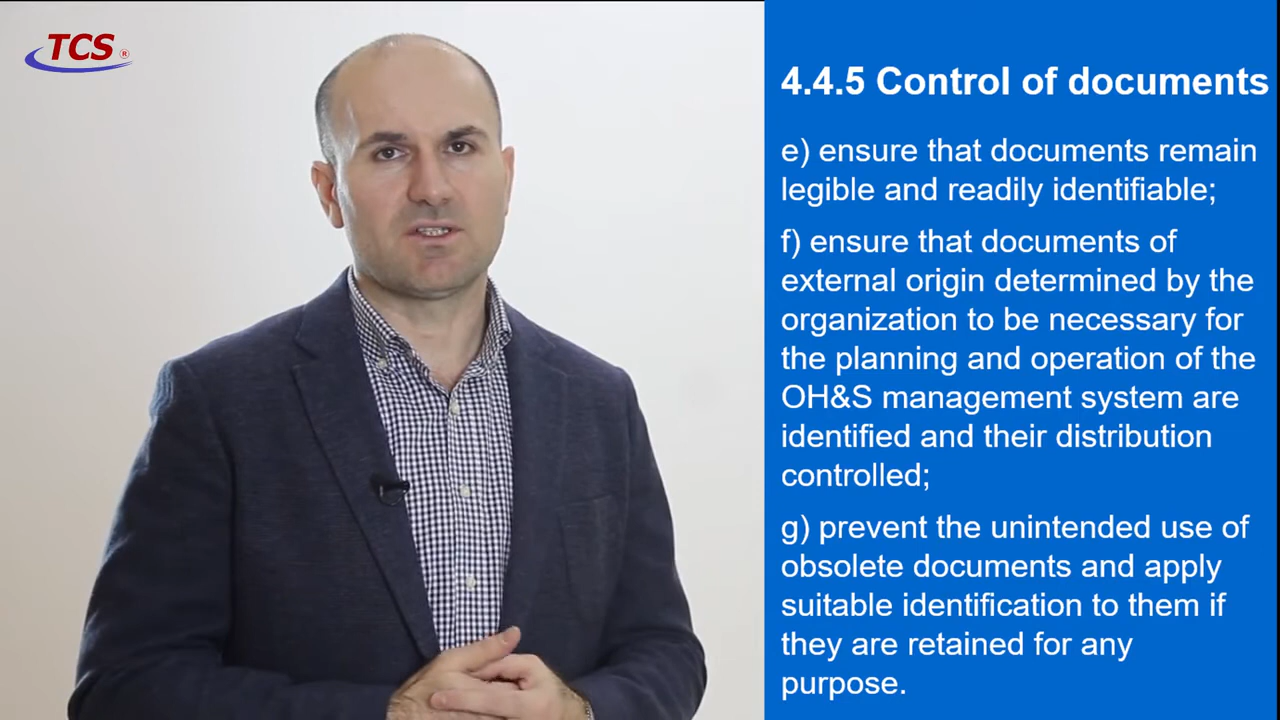 TCS ®
4.4.5 Control of documents
e) ensure that documents remain
legible and readily identifiable;
f) ensure that documents of
external origin determined by the
organization to be necessary for
the planning and operation of the
OH&S management system are
identified and their distribution
controlled;
g) prevent the unintended use of
obsolete documents and apply
suitable identification to them if
they are retained for any
purpose.